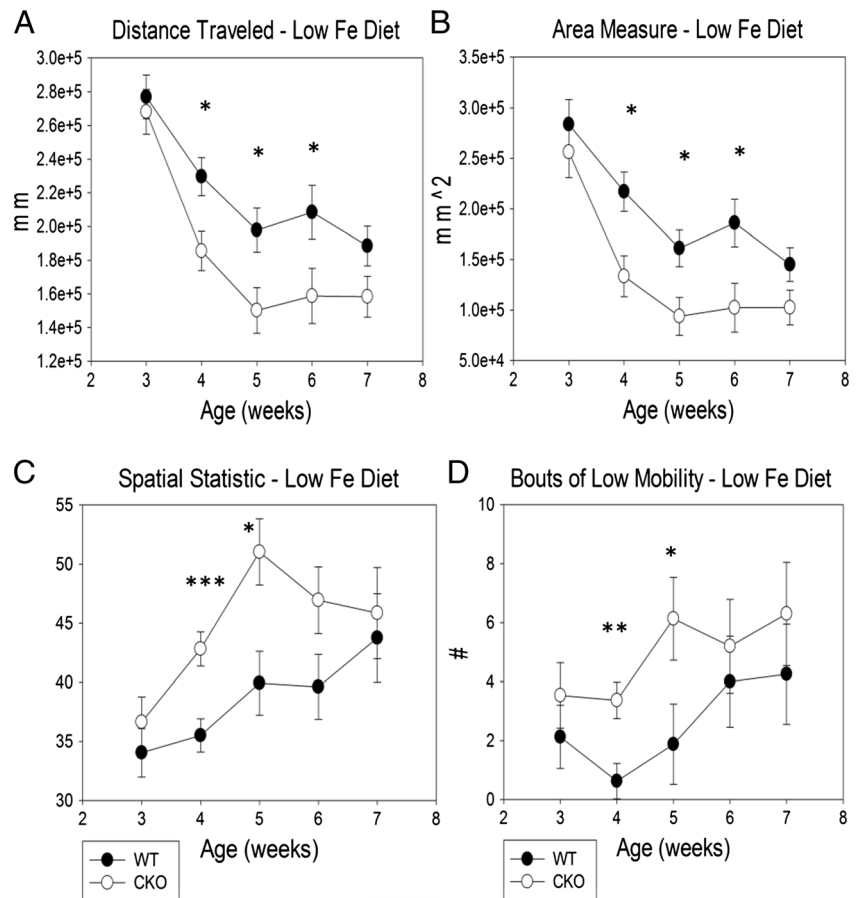 A
Distance Traveled - Low Fe Diet
3.0e+5
2.8e+5
2.6e+5
2.4e+5
2.2e+5
2.0e+5
1.8e+5
1.6e+5
1.4e+5
1.2e+5
mm
*
*
*
2 3 4 5 6 7 8
Age (weeks)
B
Area Measure - Low Fe Diet
3.5e+5
3.0e+5
2.5e+5
2.0e+5
1.5e+5
1.0e+5
5.0e+4
mm^2
*
*
*
2 3 4 5 6 7 8
Age (weeks)
C
Spatial Statistic - Low Fe Diet
55
50
45
40
35
30
***
*
2 3 4 5 6 7 8
Age (weeks)
WT
CKO
D
Bouts of Low Mobility - Low Fe Diet
10
8
6
4
2
0
#
**
*
2 3 4 5 6 7 8
Age (weeks)
WT
CKO